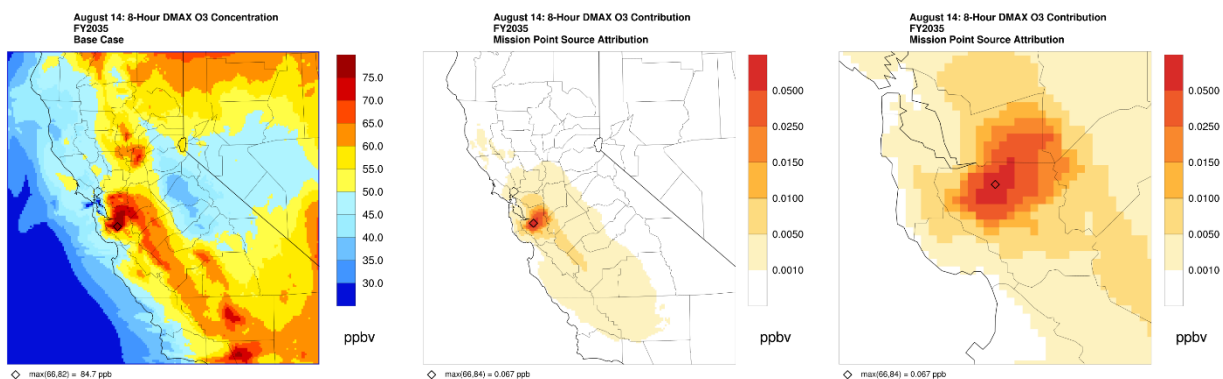 August 14: 8-Hour DMAX O3 Concentration
FY2035
Base Case
75.0
70.0
65.0
60.0
55.0
50.0
45.0
40.0
35.0
30.0
ppbv
max(66,82) = 84.7 ppb
August 14: 8-Hour DMAX O3 Contribution
FY2035
Mission Point Source Attribution
0.0500
0.0250
0.0150
0.0100
0.0050
0.0010
ppbv
max(66,84) = 0.067 ppb
August 14: 8-Hour DMAX O3 Contribution
FY2035
Mission Point Source Attribution
0.0500
0.0250
0.0150
0.0100
0.0050
0.0010
ppbv
max(66,84) = 0.067 ppb